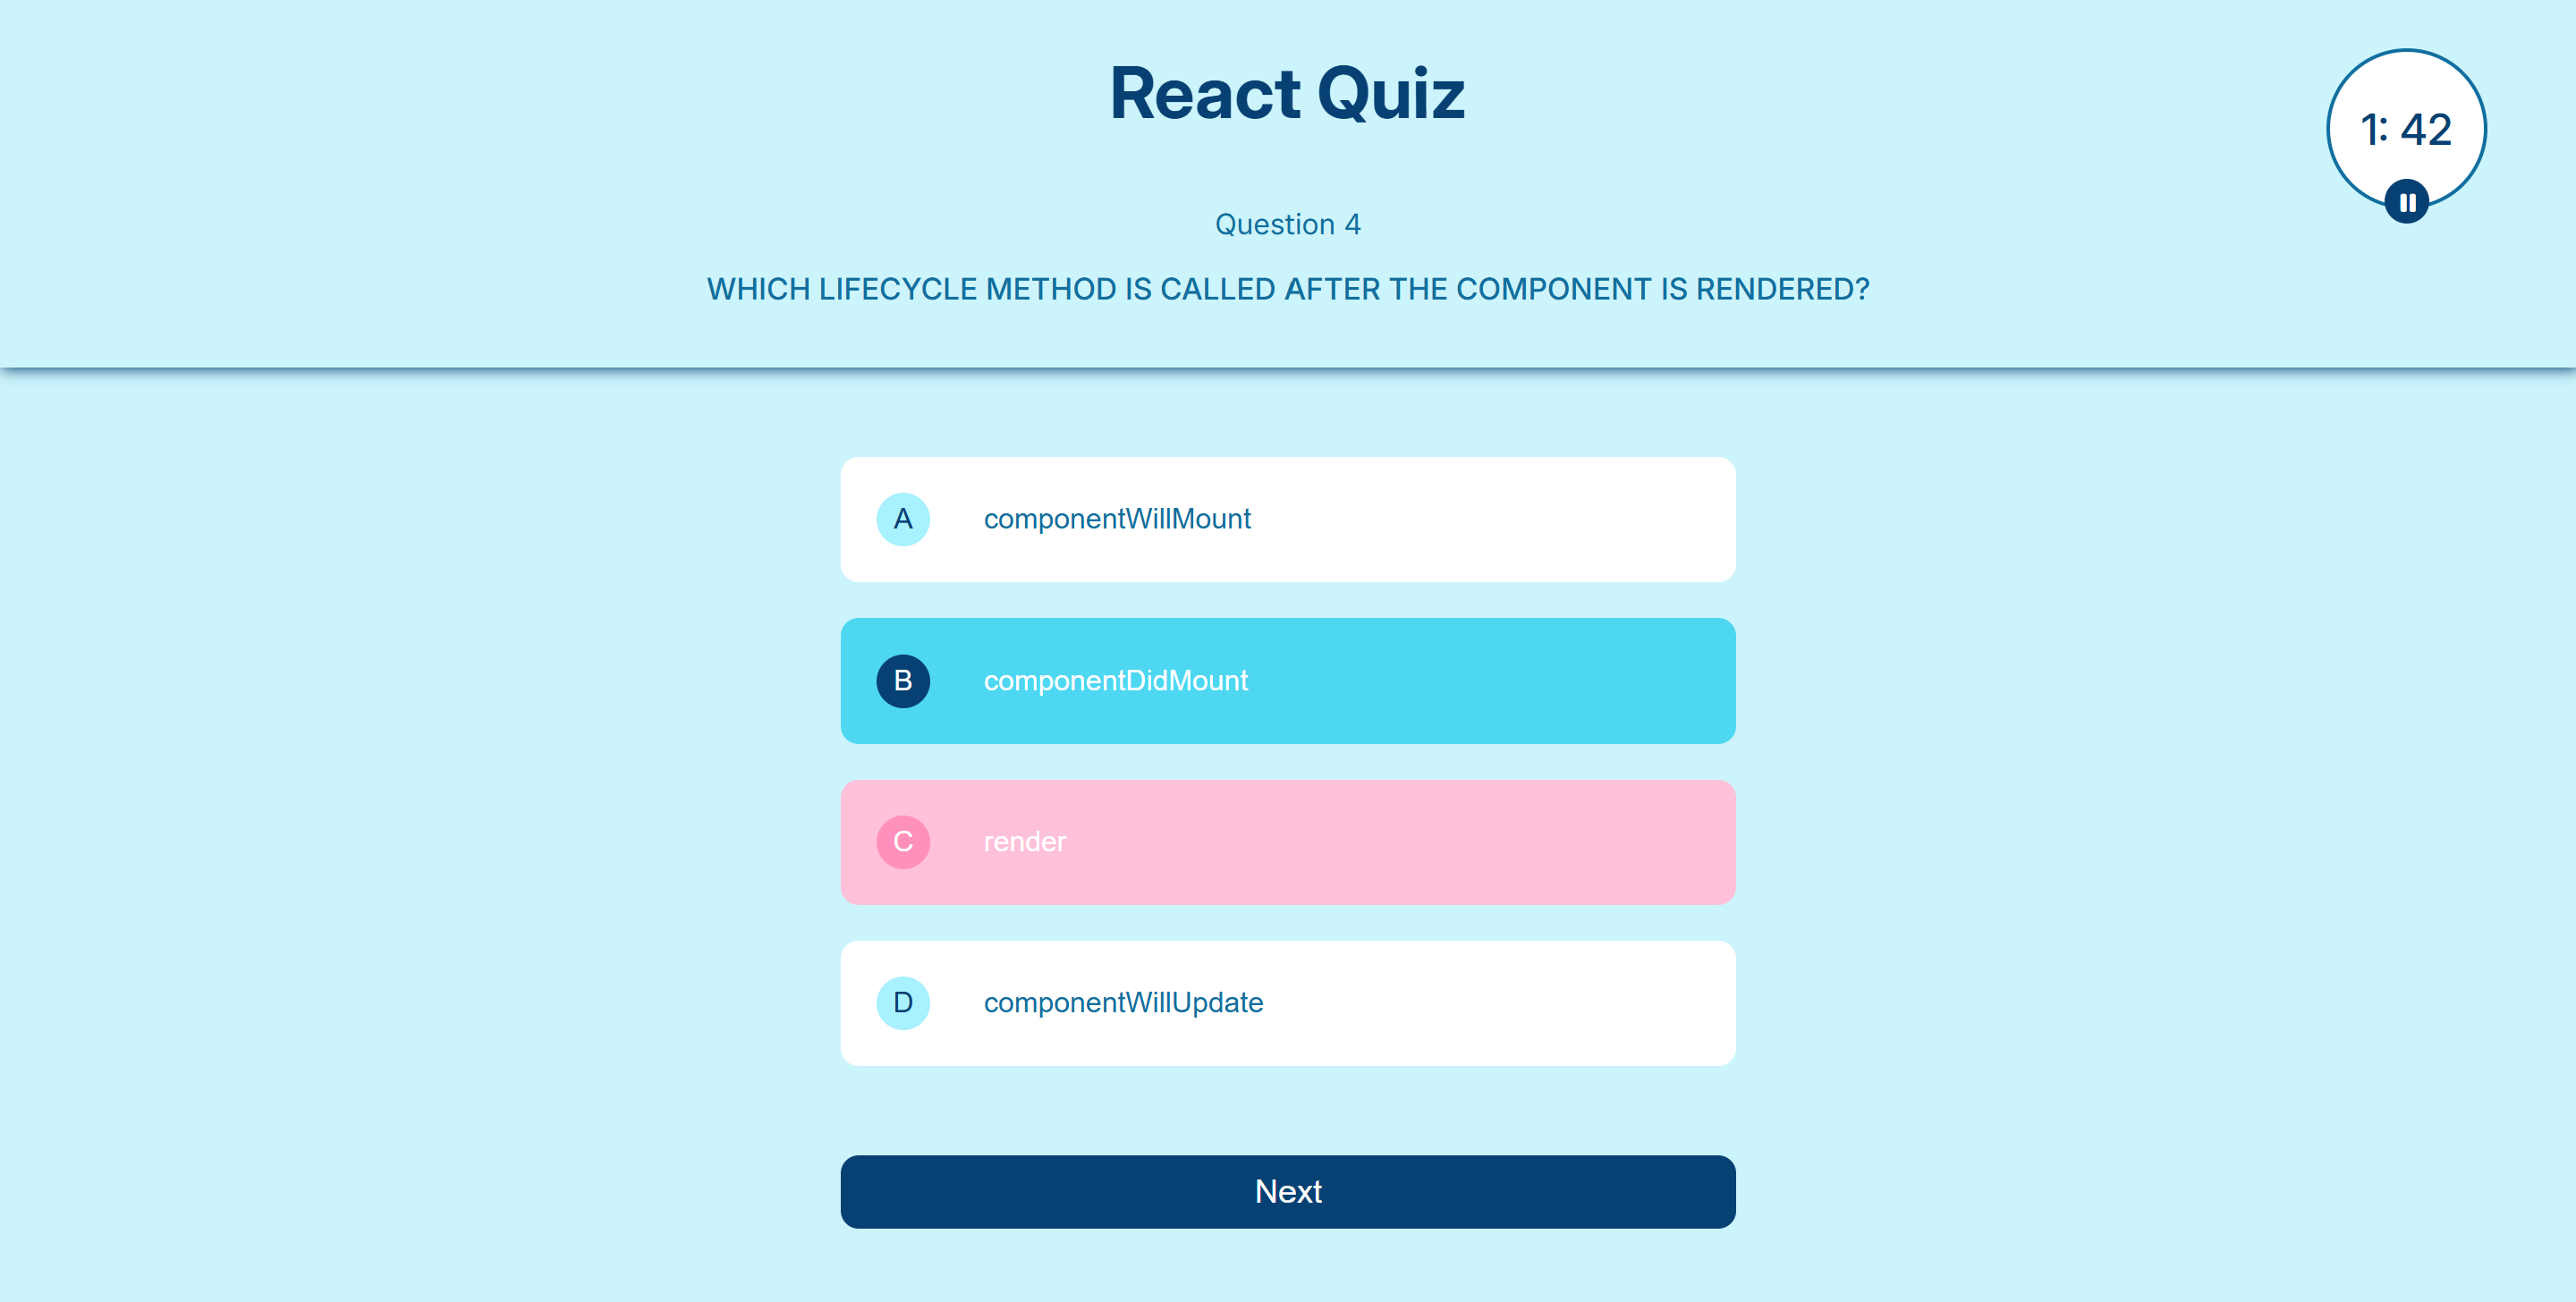 React Quiz
1: 42
Question 4
WHICH LIFECYCLE METHOD IS CALLED AFTER THE COMPONENT IS RENDERED?
A componentWillMount
B componentDidMount
C render
D componentWillUpdate
Next